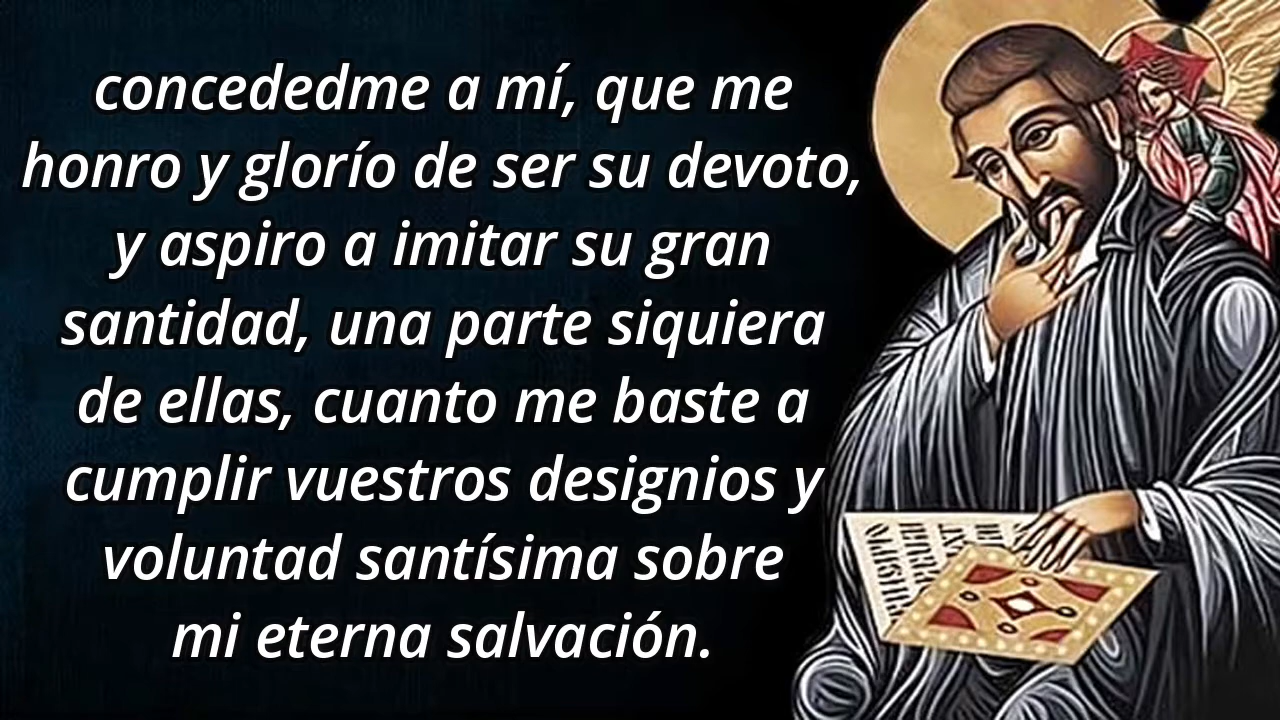 concededme a mí, que me
honro y glorío de ser su devoto,
y aspiro a imitar su gran
santidad, una parte siquiera
de ellas, cuanto me baste a
cumplir vuestros designios y
voluntad santísima sobre
mi eterna salvación.